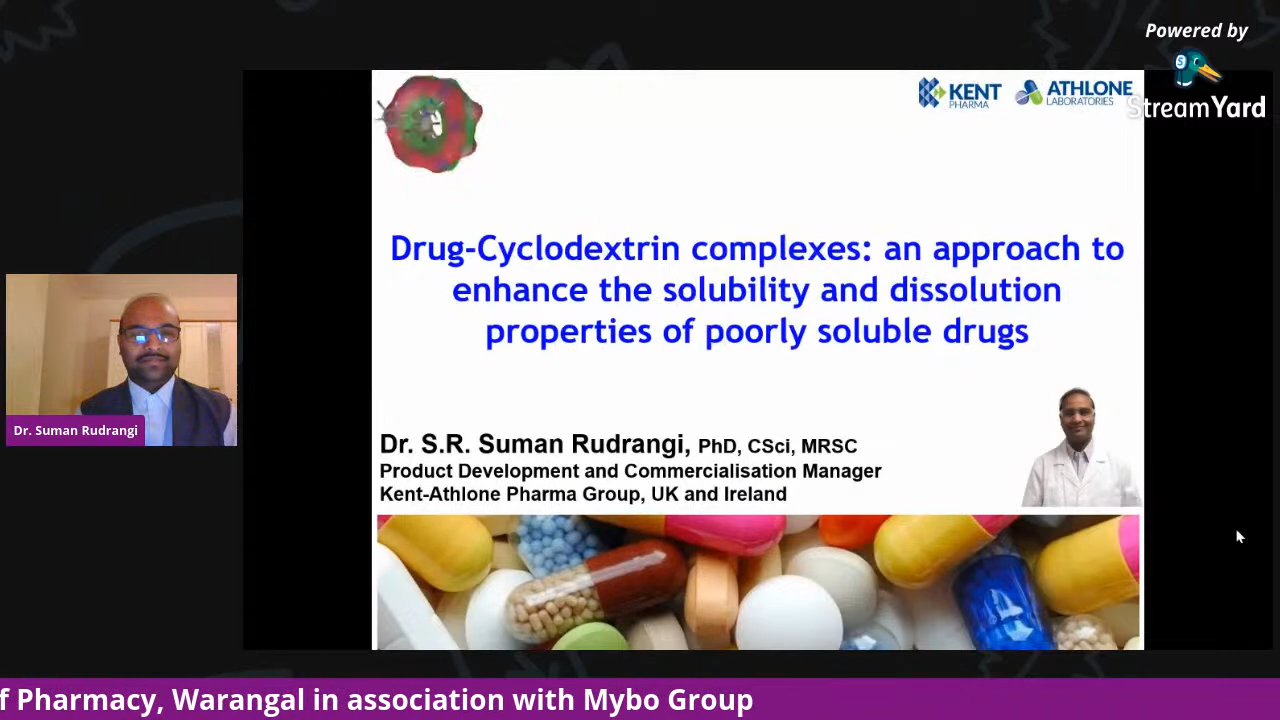 Powered by
StreamYard
KENT
PHARMA
ATHLONE
LABORATORIES
Drug-Cyclodextrin complexes: an approach to
enhance the solubility and dissolution
properties of poorly soluble drugs
Dr. Suman Rudrangi
Dr. S.R. Suman Rudrangi, PhD, CSci, MRSC
Product Development and Commercialisation Manager
Kent-Athlone Pharma Group, UK and Ireland
f Pharmacy, Warangal in association with Mybo Group